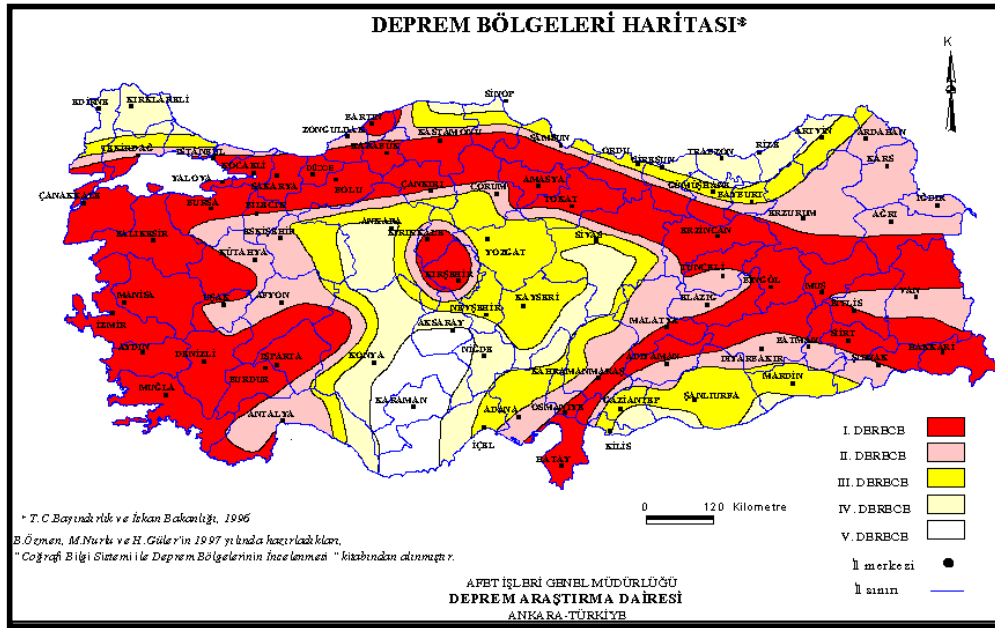 DEPREM BÖLGELERİ HARİTASI*
K
SİNOP
EDİRNE
KIRKLARELİ
BARTIN
ZONGULDAK
KASTAMONU
SAMSUN
ARTVİN
ARDAHAN
TEKİRDAĞ
İSTANBUL
KARABÜK
ORDU
GİRESUN
TRABZON
RİZE
KARS
KOCAELİ
DÜZCE
YALOVA
SAKARYA
BOLU
ÇANKIRI
ÇORUM
AMASYA
GÜMÜŞHANE
BAYBURT
ÇANAKKALE
BURSA
BİLECİK
TOKAT
ERZURUM
AĞRI
IĞDIR
BALIKESİR
ESKİŞEHİR
ANKARA
KIRIKKALE
SİVAS
ERZİNCAN
KÜTAHYA
YOZGAT
KIRŞEHİR
TUNCELİ
BİNGÖL
MUŞ
MANİSA
UŞAK
AFYON
NEVŞEHİR
KAYSERİ
ELAZIĞ
BİTLİS
VAN
İZMİR
AKSARAY
MALATYA
SİİRT
AYDIN
DENİZLİ
ISPARTA
KONYA
NİĞDE
ADIYAMAN
DİYARBAKIR
BATMAN
ŞIRNAK
HAKKARİ
BURDUR
KAHRAMANMARAŞ
MARDİN
MUĞLA
KARAMAN
ADANA
OSMANİYE
GAZİANTEP
ŞANLIURFA
ANTALYA
İÇEL
KİLİS
HATAY
I. DERECE
II. DERECE
III. DERECE
IV. DERECE
V. DERECE
İl merkezi
İl sınırı
0 120 Kilometre
* T.C.Bayındırlık ve İskan Bakanlığı, 1996
B.Özmen, M.Nurlu ve H.Güler'in 1997 yılında hazırladıkları,
" Coğrafi Bilgi Sistemi ile Deprem Bölgelerinin İncelenmesi " kitabından alınmıştır.
AFET İŞLERİ GENEL MÜDÜRLÜĞÜ
DEPREM ARAŞTIRMA DAİRESİ
ANKARA-TÜRKİYE